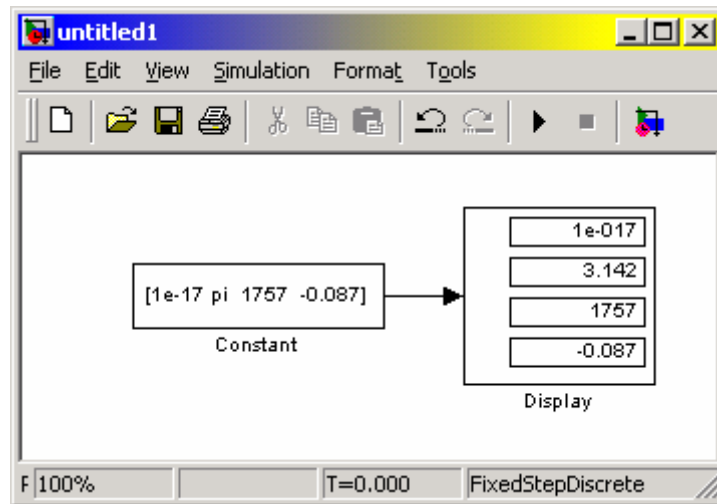 untitled1
File Edit View Simulation Format Tools
1e-017
[1e-17 pi 1757 -0.087]
3.142
1757
-0.087
Constant
Display
F 100% T=0.000 FixedStepDiscrete